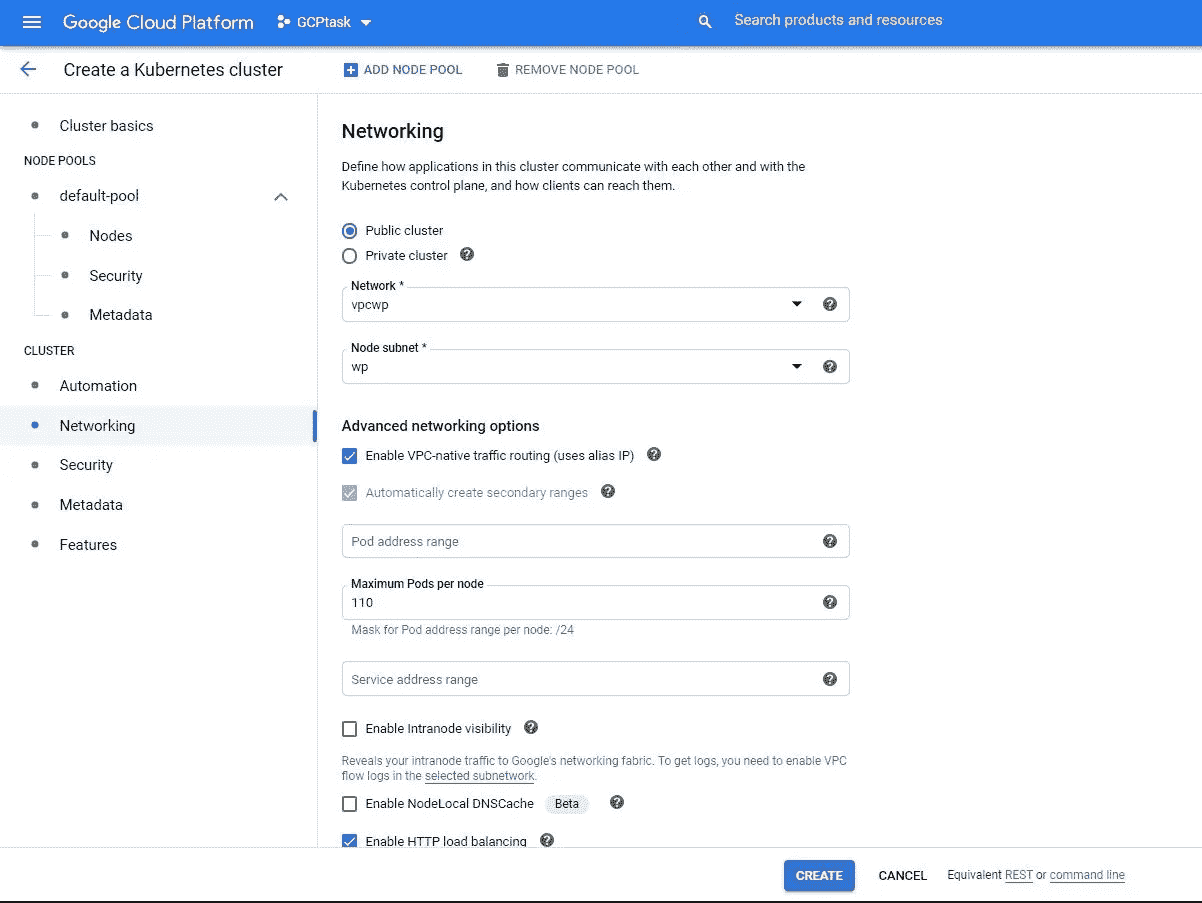 Google Cloud Platform GCPtask Search products and resources
Create a Kubernetes cluster ADD NODE POOL REMOVE NODE POOL
Cluster basics
NODE POOLS
default-pool
Nodes
Security
Metadata
CLUSTER
Automation
Networking
Security
Metadata
Features
Networking
Define how applications in this cluster communicate with each other and with the
Kubernetes control plane, and how clients can reach them.
Public cluster
Private cluster
Network *
vpcwp
Node subnet *
wp
Advanced networking options
Enable VPC-native traffic routing (uses alias IP)
Automatically create secondary ranges
Pod address range
Maximum Pods per node
110
Mask for Pod address range per node: /24
Service address range
Enable Intranode visibility
Reveals your intranode traffic to Google's networking fabric. To get logs, you need to enable VPC
flow logs in the selected subnetwork.
Enable NodeLocal DNSCache Beta
Enable HTTP load balancing
CREATE CANCEL Equivalent REST or command line